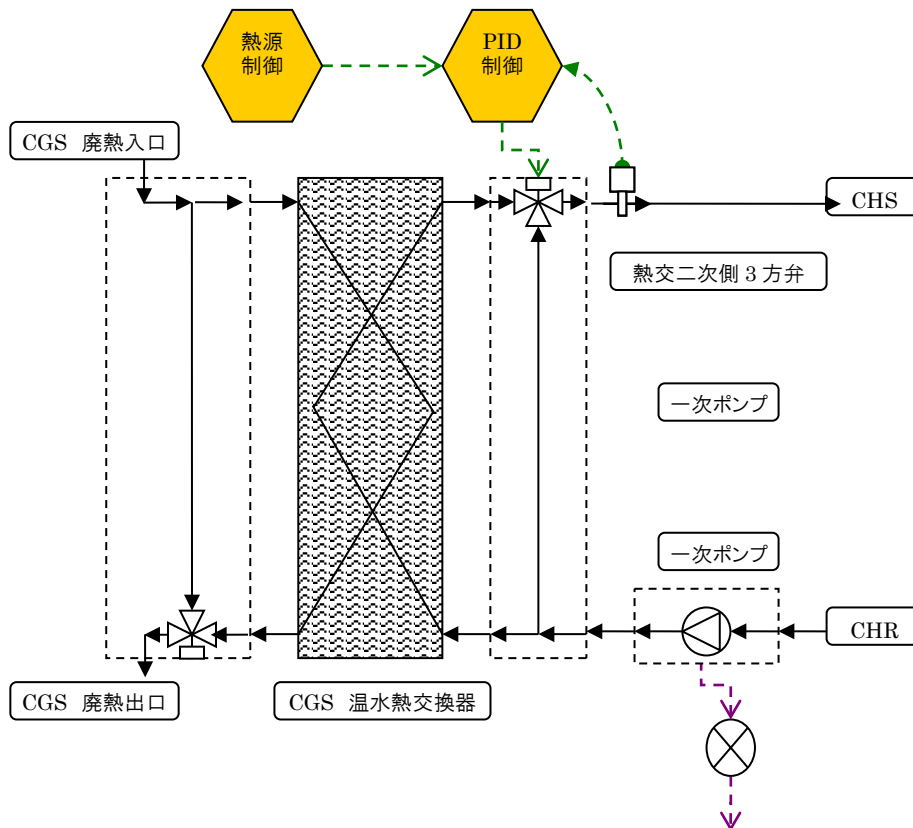 熱源
制御
PID
制御
CGS 廃熱入口
CHS
熱交二次側3方弁
一次ポンプ
一次ポンプ
CHR
CGS 廃熱出口
CGS 温水熱交換器